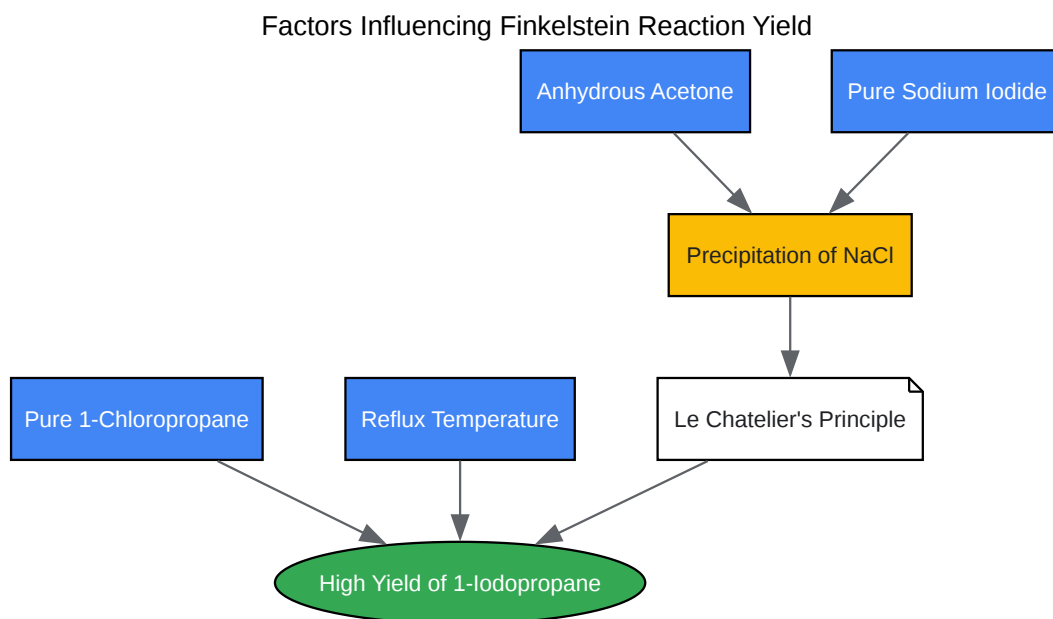 Factors Influencing Finkelstein Reaction Yield
Anhydrous Acetone
Pure Sodium Iodide
Precipitation of NaCl
Pure 1-Chloropropane
Reflux Temperature
Le Chatelier's Principle
High Yield of 1-Iodopropane